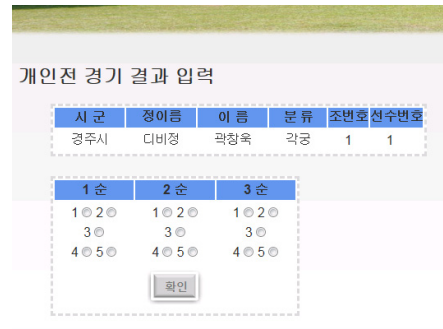 개인전 경기 결과 입력
시 군 정이름 이 름 분 류 조번호 선수번호
경주시 디비정 곽창욱 각궁 1 1
1 순 2 순 3 순
1 2 1 2 1 2
3 3 3
4 5 4 5 4 5
확인